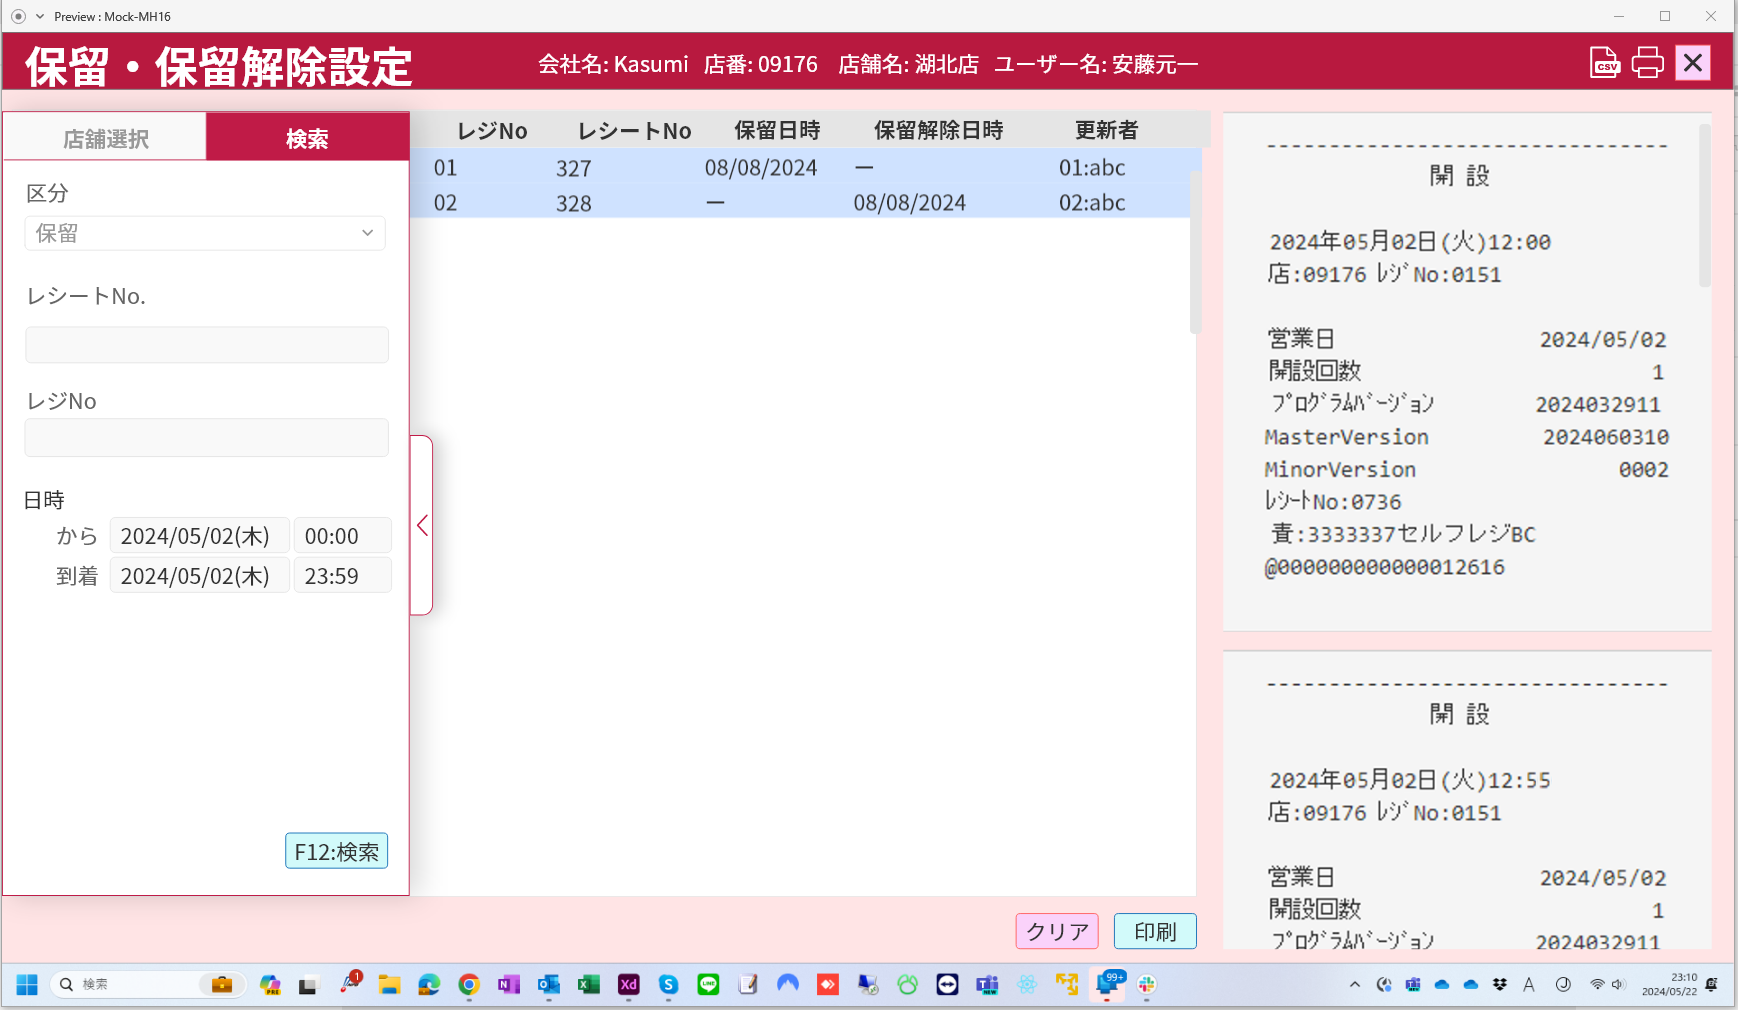 Preview : Mock-MH16
保留・保留解除設定
会社名: Kasumi 店番: 09176 店舗名: 湖北店 ユーザー名: 安藤元一
CSV
店舗選択 検索
区分
保留
レシートNo.
レジNo
日時
から 2024/05/02(木) 00:00
到着 2024/05/02(木) 23:59
F12:検索
レジNo レシートNo 保留日時 保留解除日時 更新者
01 327 08/08/2024 ー 01:abc
02 328 ー 08/08/2024 02:abc
クリア 印刷
--------------------------------
開 設
2024年05月02日(火)12:00
店:09176 ﾚｼﾞNo:0151
営業日 2024/05/02
開設回数 1
ﾌﾟﾛｸﾞﾗﾑﾊﾞｰｼﾞｮﾝ 2024032911
MasterVersion 2024060310
MinorVersion 0002
ﾚｼｰﾄNo:0736
責:3333337セルフレジBC
@000000000000012616
--------------------------------
開 設
2024年05月02日(火)12:55
店:09176 ﾚｼﾞNo:0151
営業日 2024/05/02
開設回数 1
ﾌﾟﾛｸﾞﾗﾑﾊﾞｰｼﾞｮﾝ 2024032911
検索
PRE
1
Xd
LINE
NEW
99+
A
23:10
2024/05/22